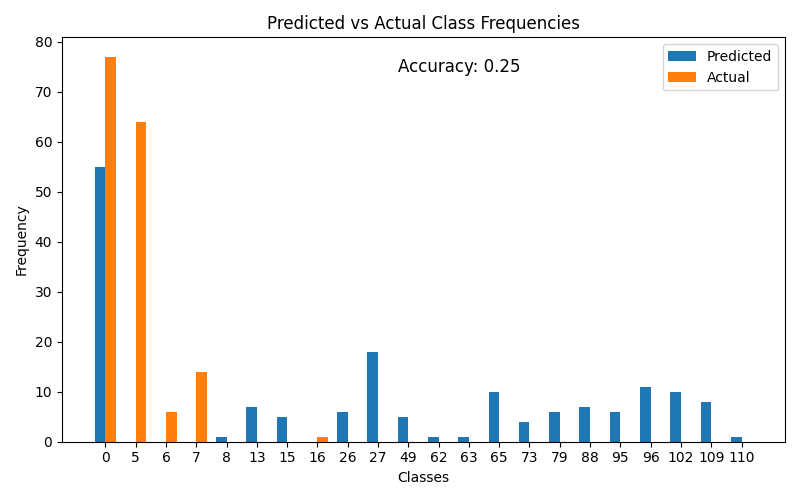 Predicted vs Actual Class Frequencies
Accuracy: 0.25
Predicted
Actual
Frequency
80
70
60
50
40
30
20
10
0
0 5 6 7 8 13 15 16 26 27 49 62 63 65 73 79 88 95 96 102 109 110
Classes